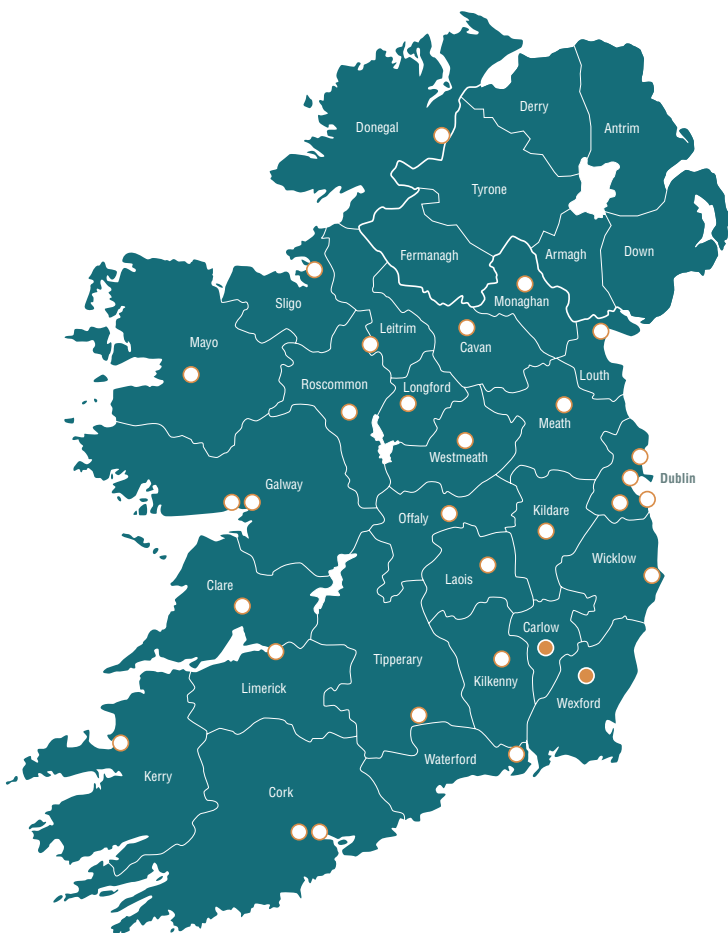 Derry
Donegal
Antrim
Tyrone
Fermanagh
Armagh
Down
Monaghan
Sligo
Leitrim
Mayo
Cavan
Roscommon
Longford
Louth
Meath
Westmeath
Dublin
Galway
Offaly
Kildare
Wicklow
Laois
Clare
Carlow
Tipperary
Kilkenny
Limerick
Wexford
Waterford
Kerry
Cork